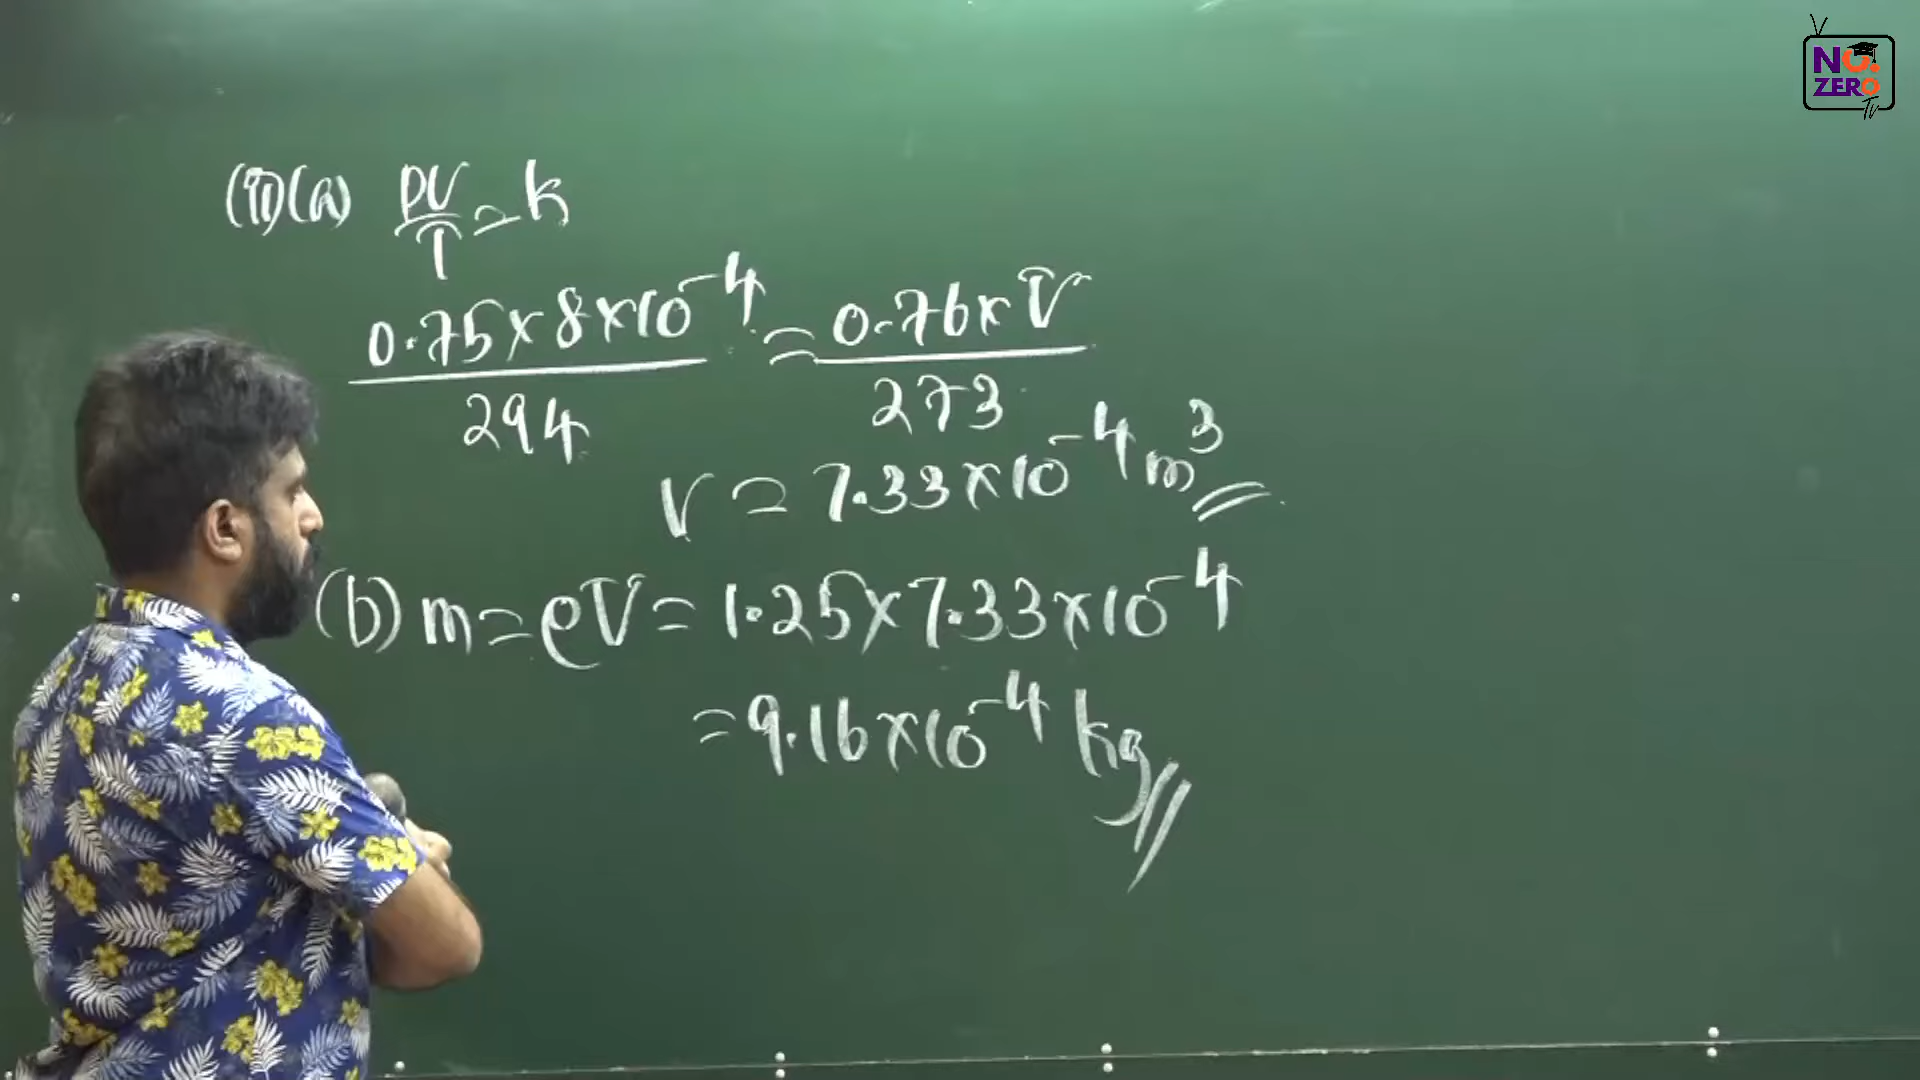 NO.
ZERO
Tv
(ii)(a) PV/T = k
0.75×8×10⁻⁴/294 = 0.76×V/273
V = 7.33×10⁻⁴ m³
(b) m = ρV = 1.25×7.33×10⁻⁴
= 9.16×10⁻⁴ kg